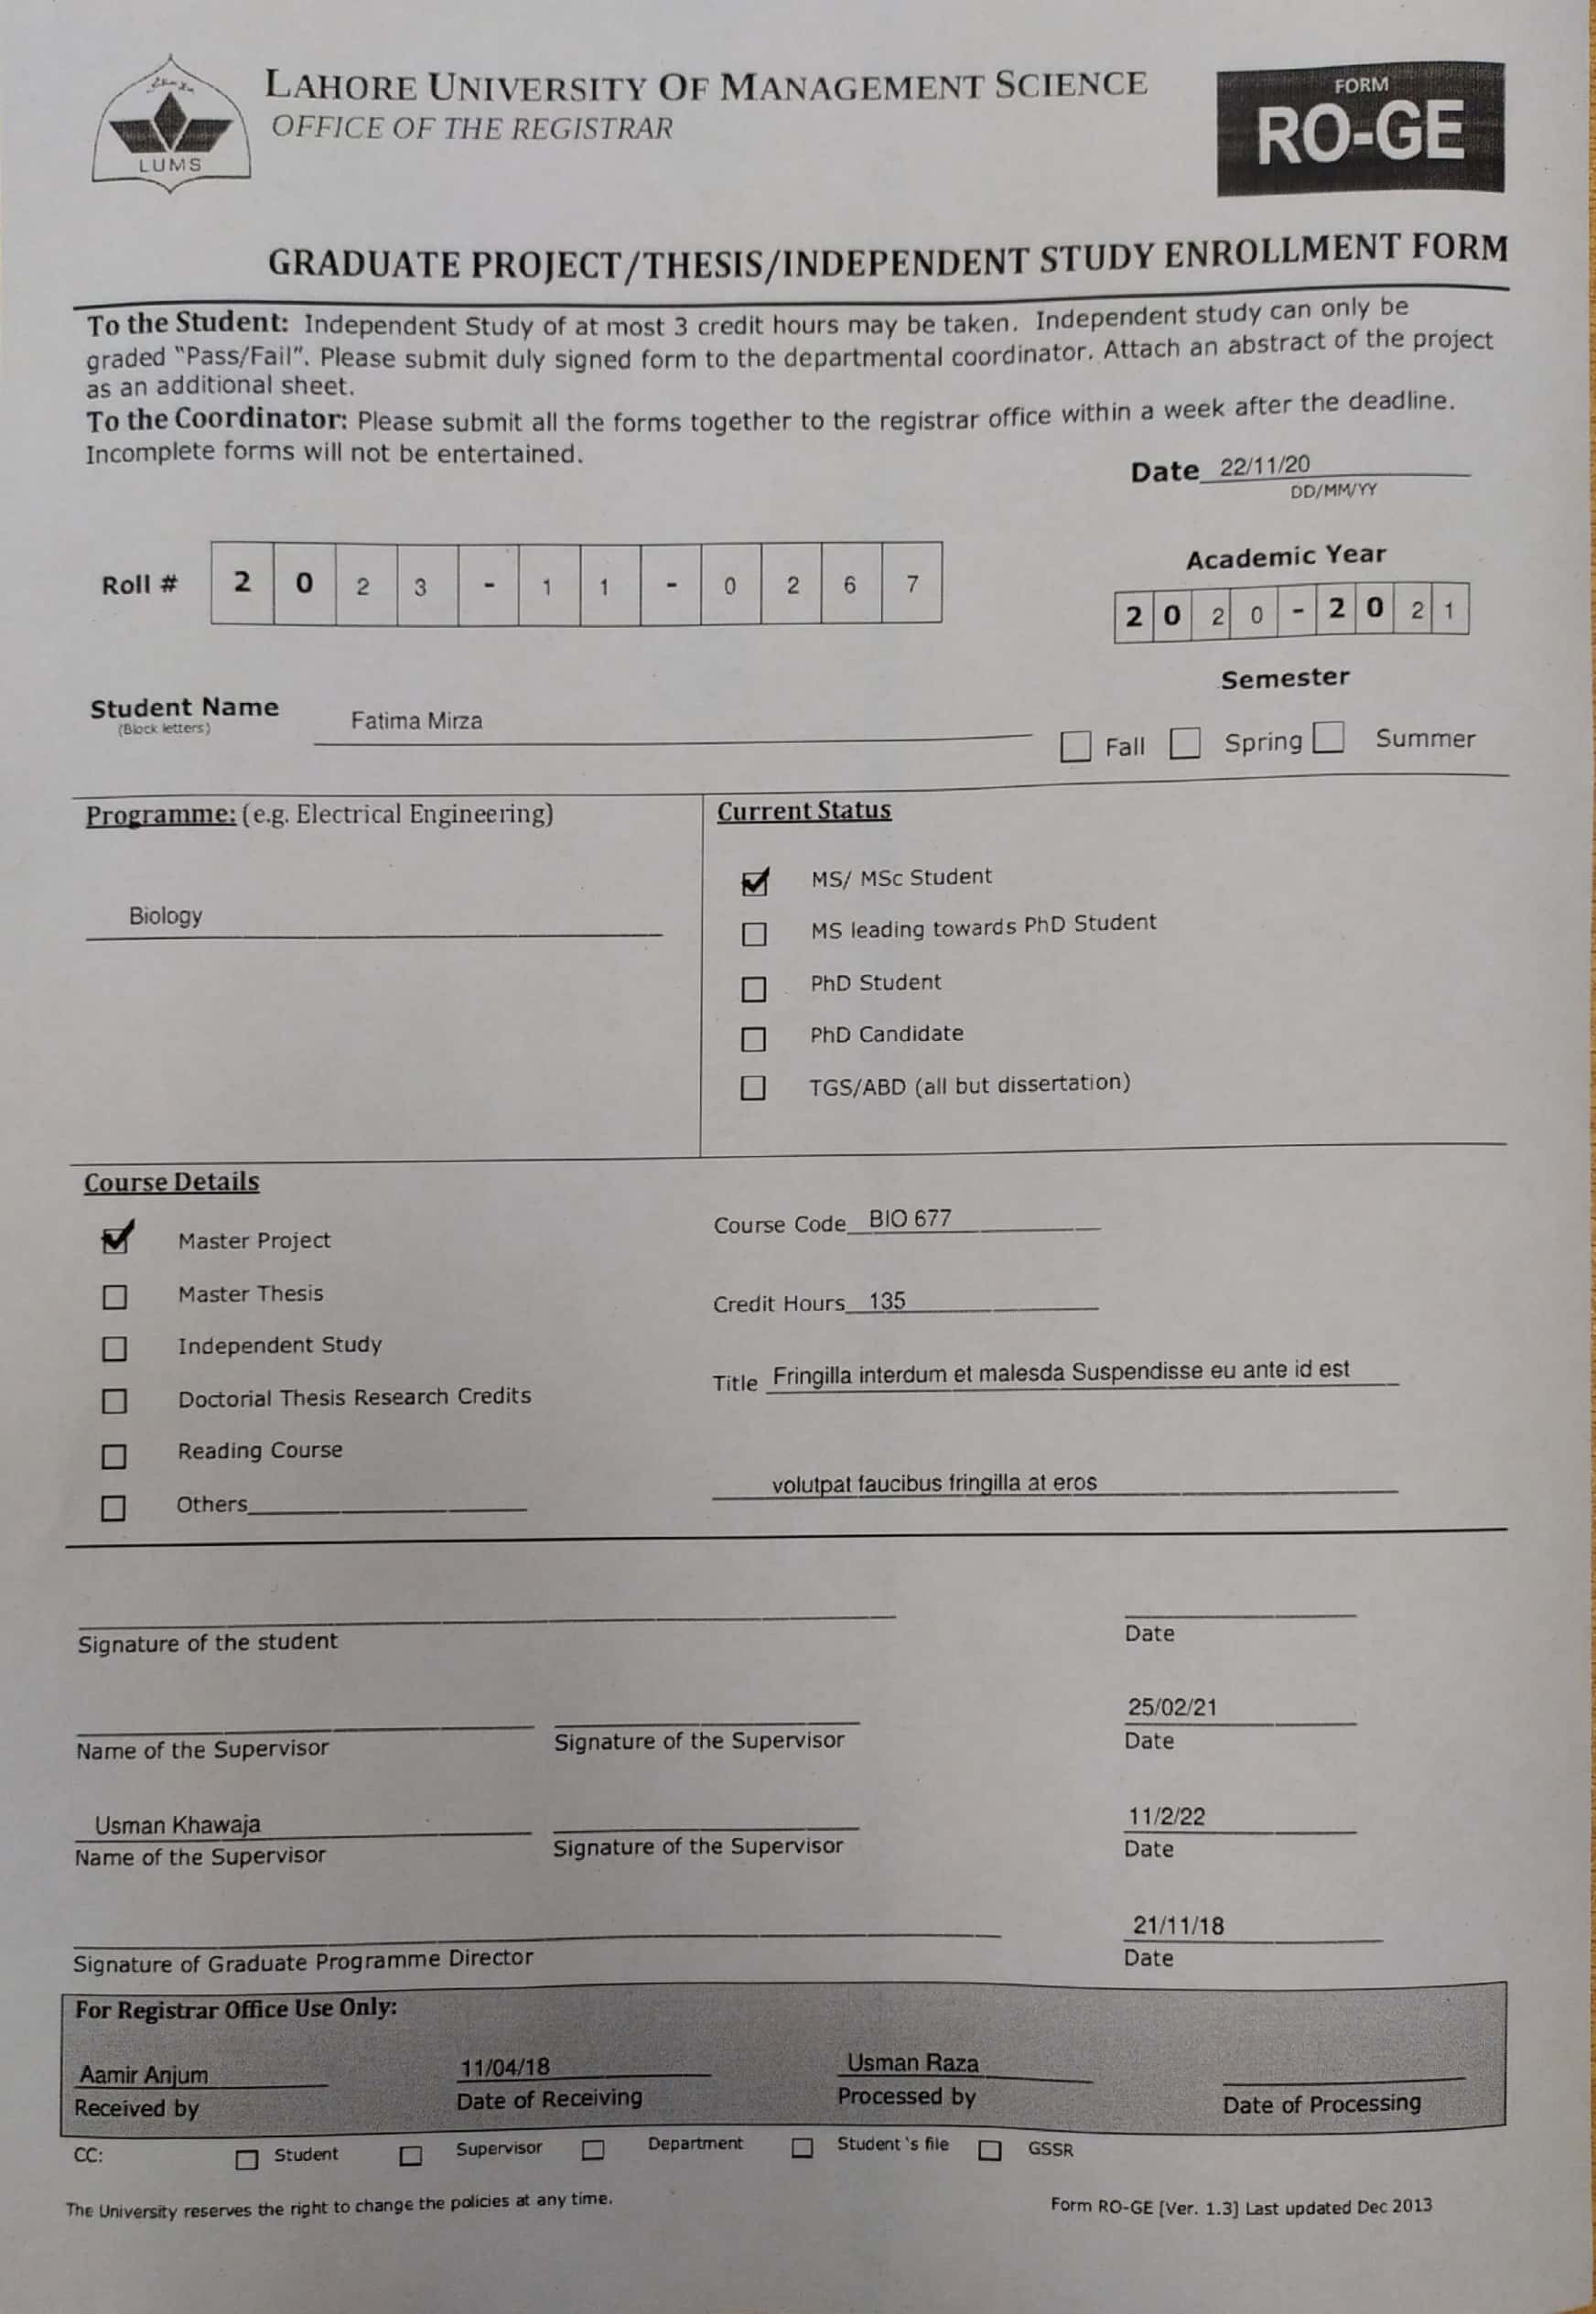 LUMS
LAHORE UNIVERSITY OF MANAGEMENT SCIENCE
OFFICE OF THE REGISTRAR
FORM
RO-GE
GRADUATE PROJECT/THESIS/INDEPENDENT STUDY ENROLLMENT FORM
To the Student: Independent Study of at most 3 credit hours may be taken. Independent study can only be
graded "Pass/Fail". Please submit duly signed form to the departmental coordinator. Attach an abstract of the project
as an additional sheet.
To the Coordinator: Please submit all the forms together to the registrar office within a week after the deadline.
Incomplete forms will not be entertained.
Date 22/11/20
DD/MM/YY
Roll # 2 0 2 3 - 1 1 - 0 2 6 7
Academic Year
2 0 2 0 - 2 0 2 1
Semester
Student Name Fatima Mirza
(Block letters)
Fall Spring Summer
Programme: (e.g. Electrical Engineering)
Biology
Current Status
MS/ MSc Student
MS leading towards PhD Student
PhD Student
PhD Candidate
TGS/ABD (all but dissertation)
Course Details
Master Project
Master Thesis
Independent Study
Doctorial Thesis Research Credits
Reading Course
Others
Course Code BIO 677
Credit Hours 135
Title Fringilla interdum et malesda Suspendisse eu ante id est
volutpat faucibus fringilla at eros
Signature of the student Date
25/02/21
Name of the Supervisor Signature of the Supervisor Date
Usman Khawaja 11/2/22
Name of the Supervisor Signature of the Supervisor Date
21/11/18
Signature of Graduate Programme Director Date
For Registrar Office Use Only:
Aamir Anjum 11/04/18 Usman Raza
Received by Date of Receiving Processed by Date of Processing
CC: Student Supervisor Department Student's file GSSR
The University reserves the right to change the policies at any time. Form RO-GE [Ver. 1.3] Last updated Dec 2013